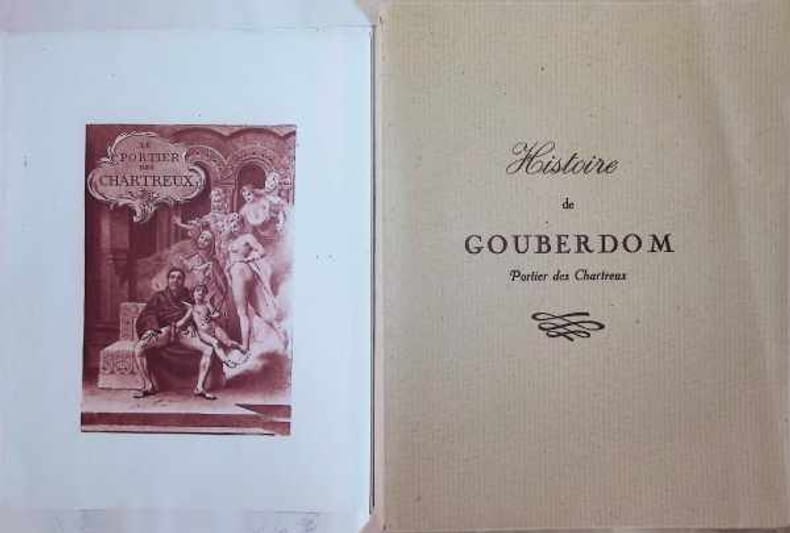 LE
PORTIER
DES
CHARTREUX
Histoire
de
GOUBERDOM
Portier des Chartreux